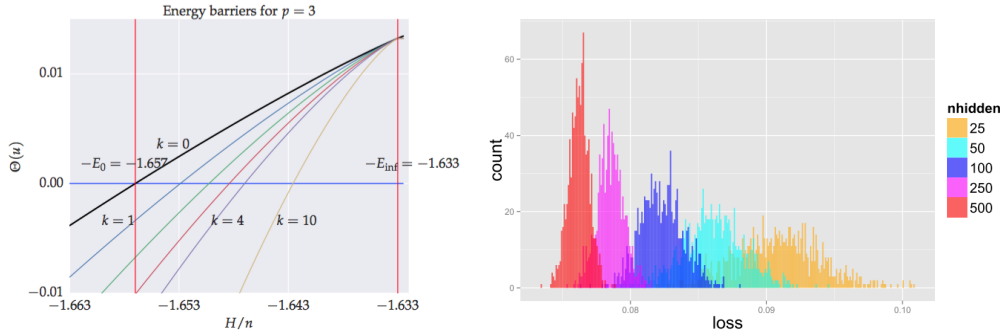 Energy barriers for p = 3
Θ(u)
0.01
0.00
−0.01
k = 0
−E₀ = −1.657
−E_inf = −1.633
k = 1
k = 4
k = 10
−1.663
−1.653
−1.643
−1.633
H/n
count
60
40
20
0
0.08
0.09
0.10
loss
nhidden
25
50
100
250
500